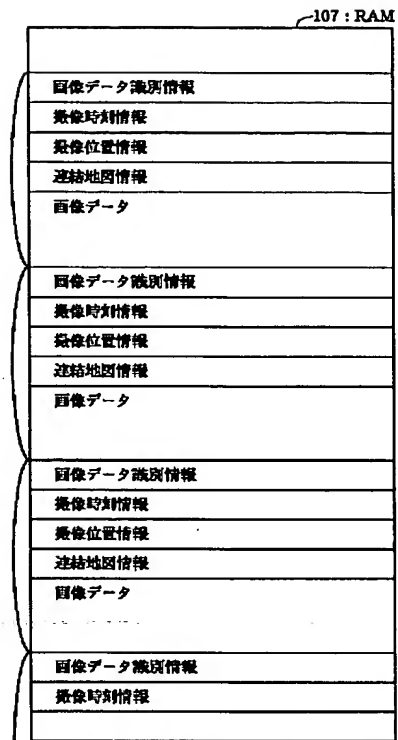 107 : RAM
画像データ識別情報
撮像時刻情報
撮像位置情報
連結地図情報
画像データ
画像データ識別情報
撮像時刻情報
撮像位置情報
連結地図情報
画像データ
画像データ識別情報
撮像時刻情報
撮像位置情報
連結地図情報
画像データ
画像データ識別情報
撮像時刻情報